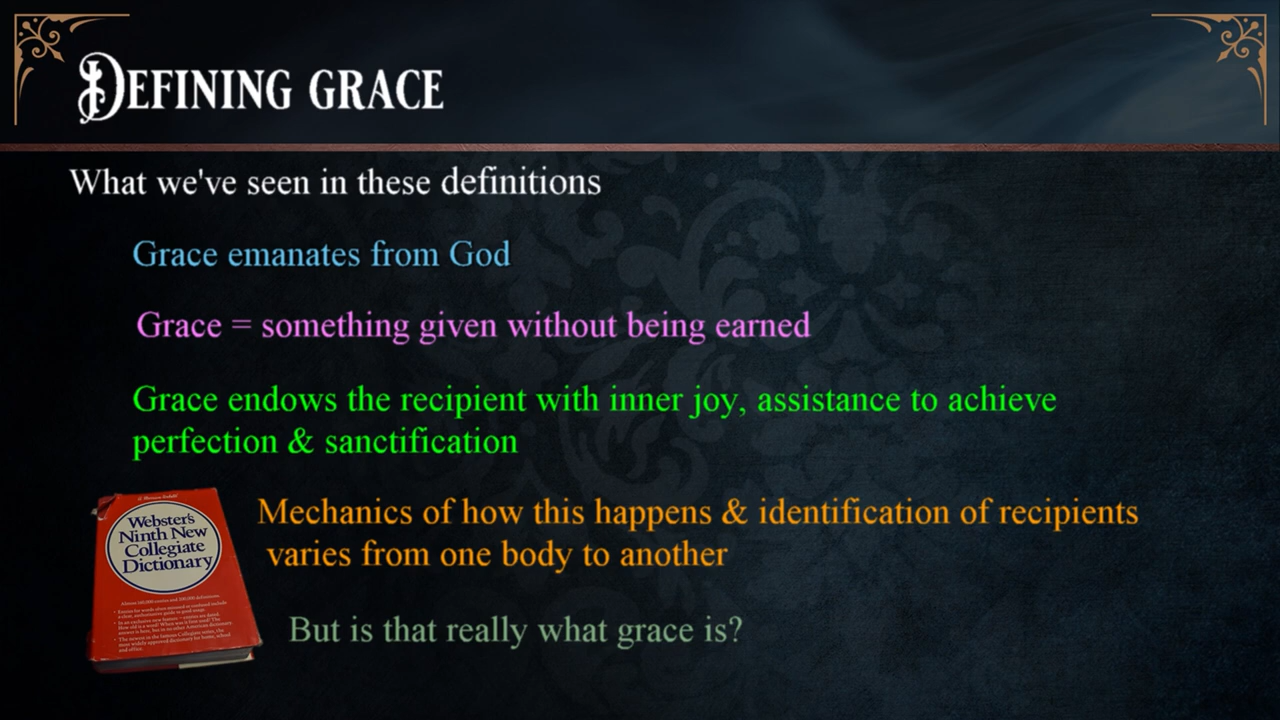 DEFINING GRACE
What we've seen in these definitions
Grace emanates from God
Grace = something given without being earned
Grace endows the recipient with inner joy, assistance to achieve
perfection & sanctification
Mechanics of how this happens & identification of recipients
varies from one body to another
But is that really what grace is?
Webster's
Ninth New
Collegiate
Dictionary